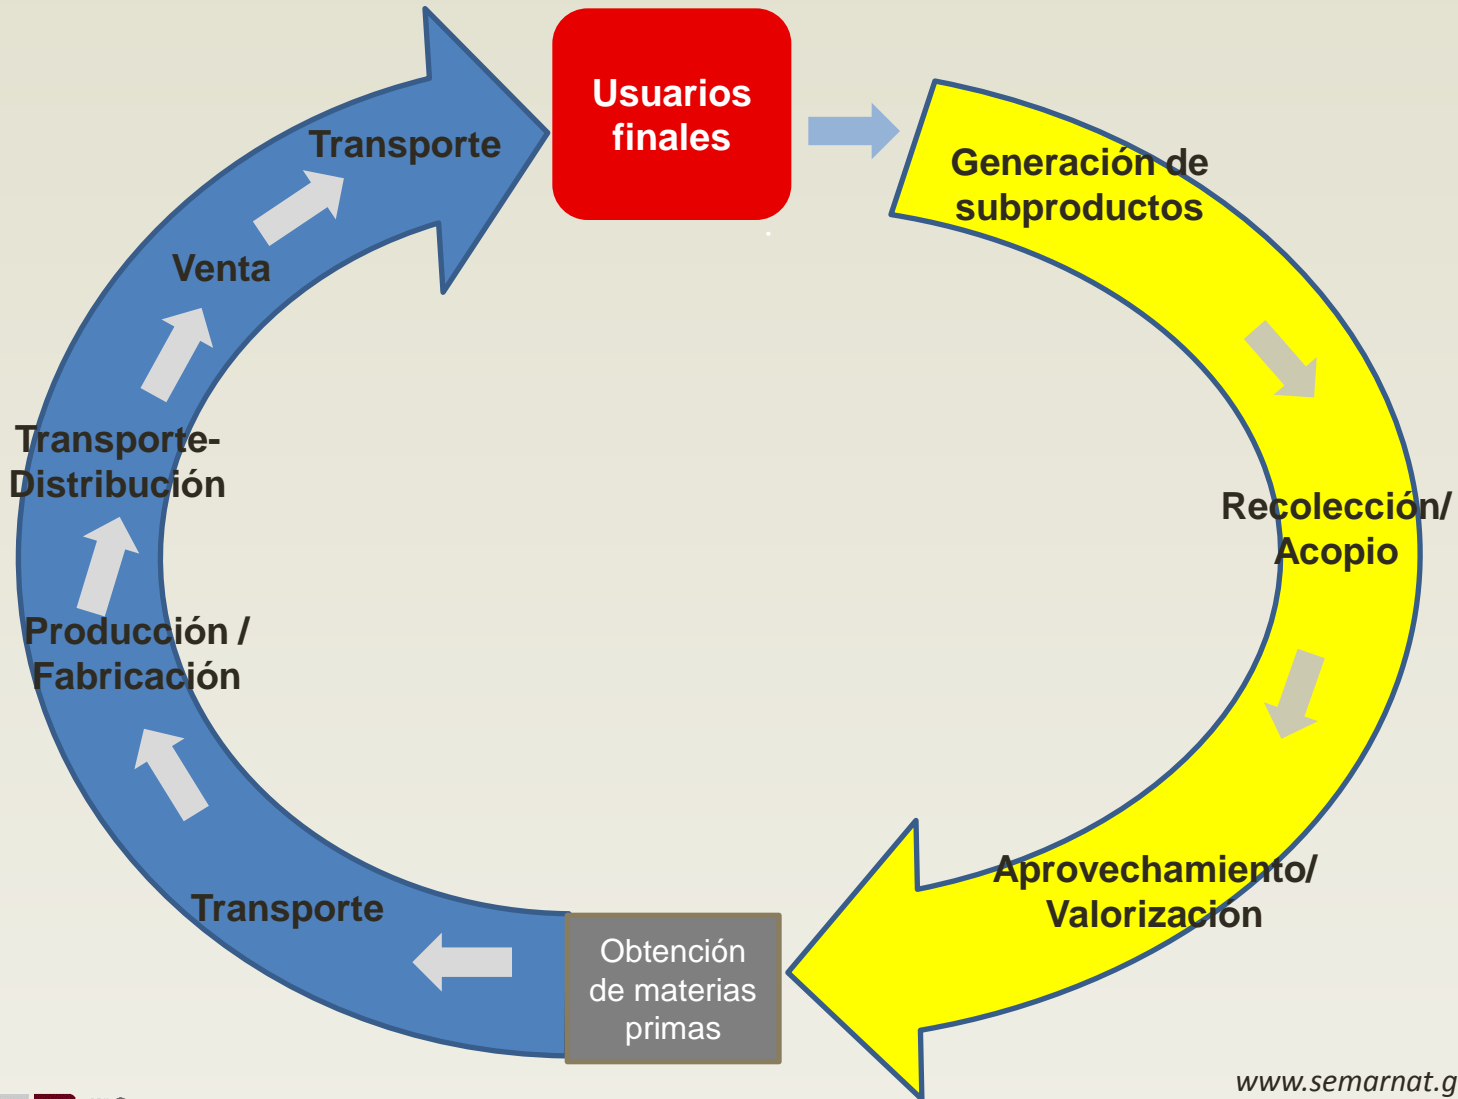 Usuarios
finales
Generación de
subproductos
Recolección/
Acopio
Aprovechamiento/
Valorización
Obtención
de materias
primas
Transporte
Producción /
Fabricación
Transporte-
Distribución
Venta
Transporte
www.semarnat.g